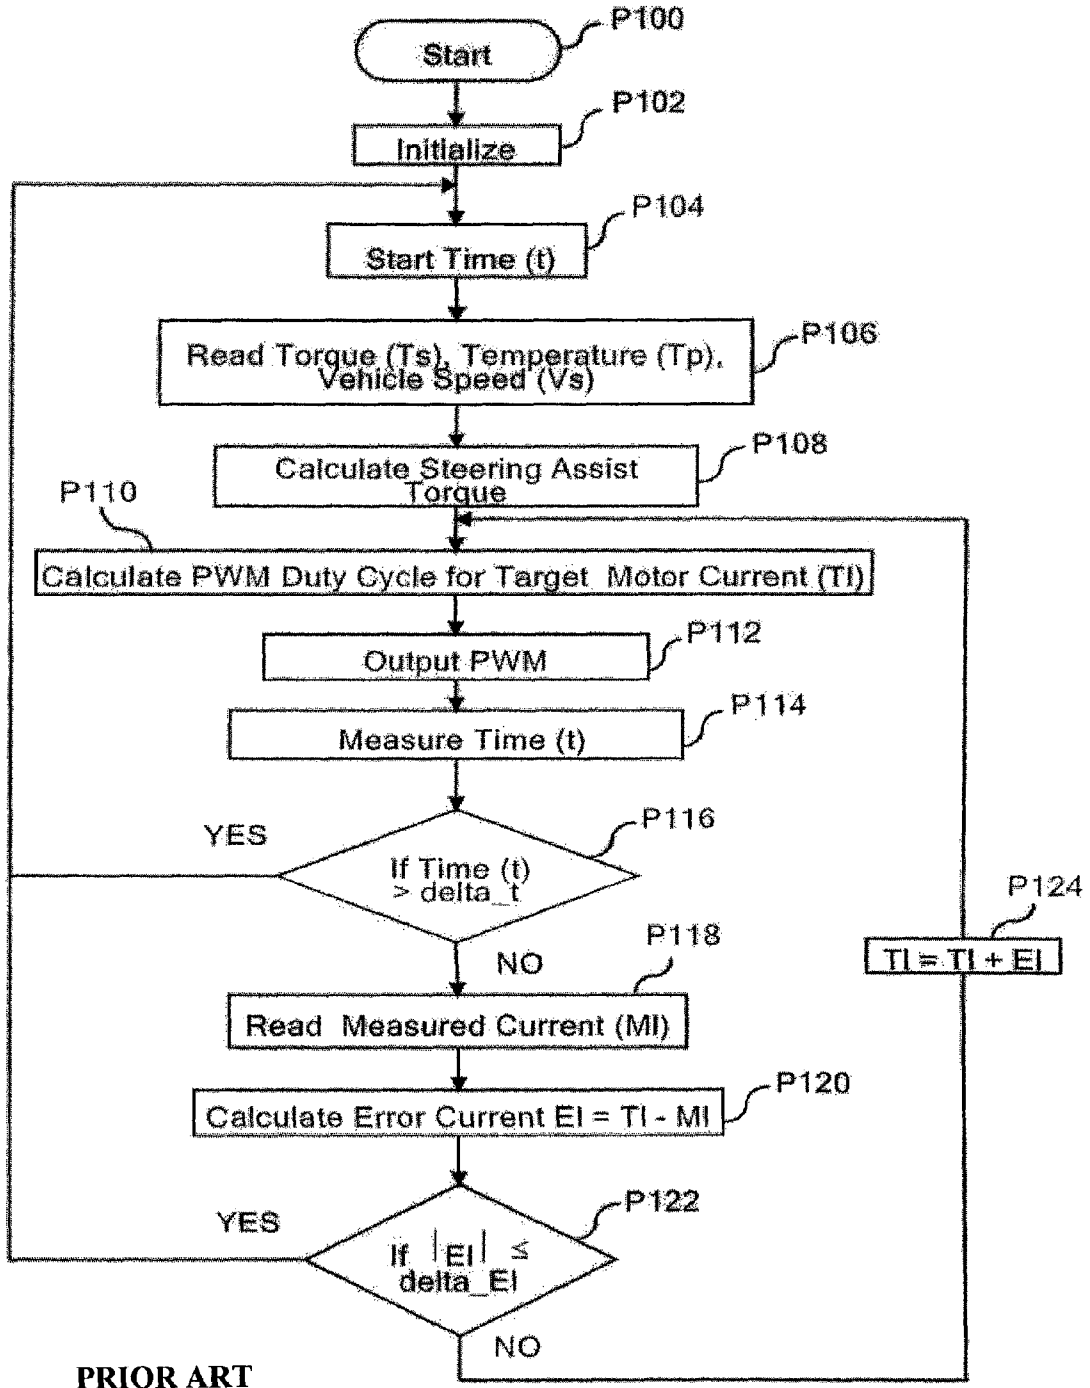 P100
Start
P102
Initialize
P104
Start Time (t)
P106
Read Torque (Ts), Temperature (Tp),
Vehicle Speed (Vs)
P108
Calculate Steering Assist
Torque
P110
Calculate PWM Duty Cycle for Target Motor Current (TI)
P112
Output PWM
P114
Measure Time (t)
P116
YES
If Time (t)
> delta_t
P118
NO
P124
TI = TI + EI
Read Measured Current (MI)
P120
Calculate Error Current EI = TI - MI
P122
YES
If |EI| ≤
delta_EI
NO
PRIOR ART